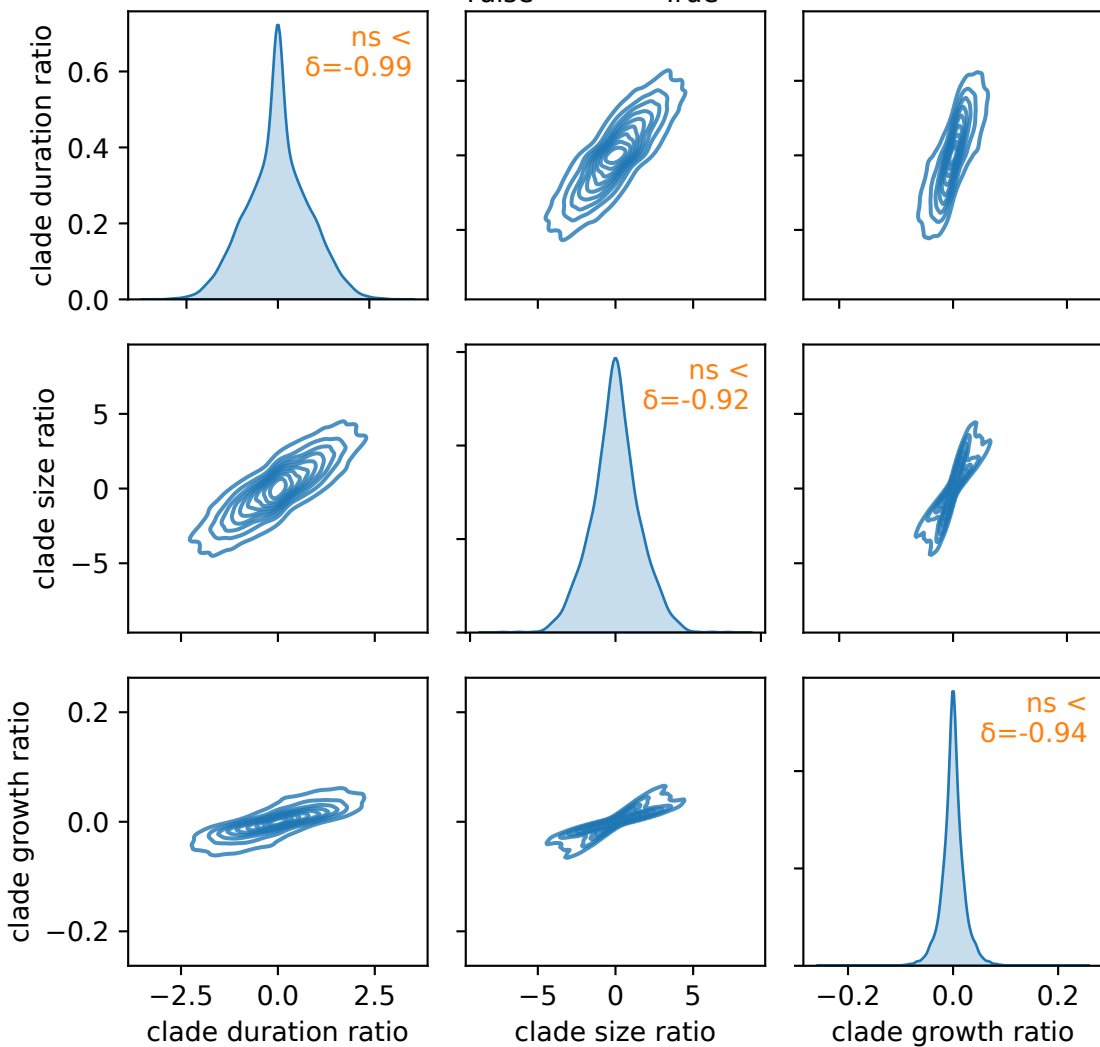 True
clade duration ratio
0.6
0.4
0.2
0.0
ns <
δ=-0.99
clade size ratio
5
0
−5
ns <
δ=-0.92
clade growth ratio
0.2
0.0
−0.2
ns <
δ=-0.94
−2.5 0.0 2.5
−5 0 5
−0.2 0.0 0.2
clade duration ratio
clade size ratio
clade growth ratio